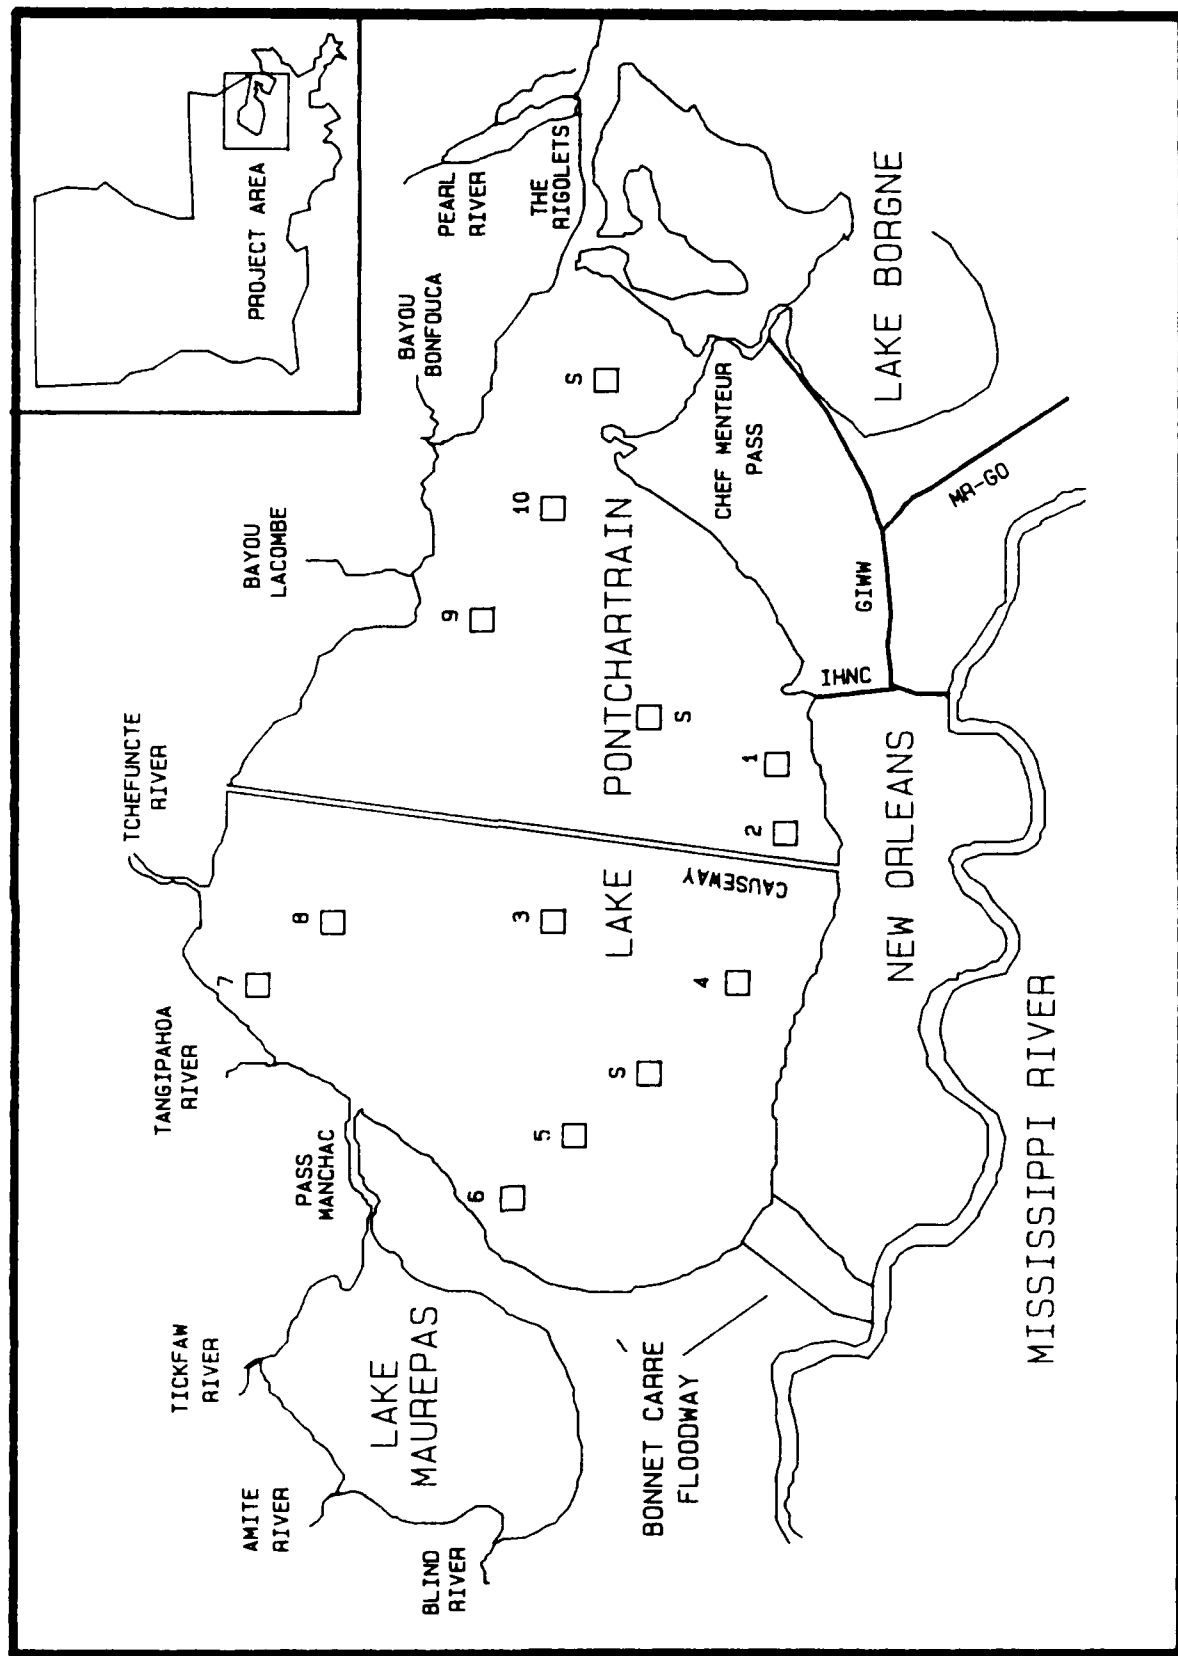 PROJECT AREA
TICKFAW
RIVER
AMITE
RIVER
BLIND
RIVER
LAKE
MAUREPAS
PASS
MANCHAC
TANGIPAHOA
RIVER
TCHEFUNCTE
RIVER
BAYOU
LACOMBE
BAYOU
BONFOUCA
PEARL
RIVER
THE
RIGOLETS
7
8
9
10
S
6
5
S
3
4
2
1
S
LAKE PONTCHARTRAIN
CAUSEWAY
CHEF MENTEUR
PASS
LAKE BORGNE
IHNC
GIWW
MR-GO
NEW ORLEANS
BONNET CARRE
FLOODWAY
MISSISSIPPI RIVER